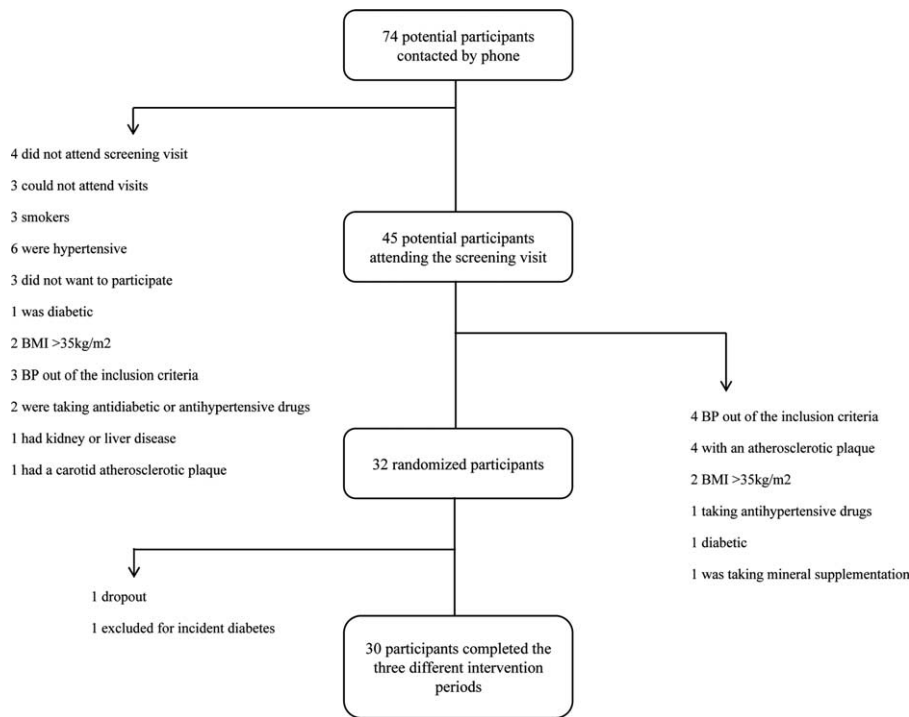 74 potential participants
contacted by phone
4 did not attend screening visit
3 could not attend visits
3 smokers
6 were hypertensive
3 did not want to participate
1 was diabetic
2 BMI >35kg/m2
3 BP out of the inclusion criteria
2 were taking antidiabetic or antihypertensive drugs
1 had kidney or liver disease
1 had a carotid atherosclerotic plaque
45 potential participants
attending the screening visit
4 BP out of the inclusion criteria
4 with an atherosclerotic plaque
2 BMI >35kg/m2
1 taking antihypertensive drugs
1 diabetic
1 was taking mineral supplementation
32 randomized participants
1 dropout
1 excluded for incident diabetes
30 participants completed the
three different intervention
periods